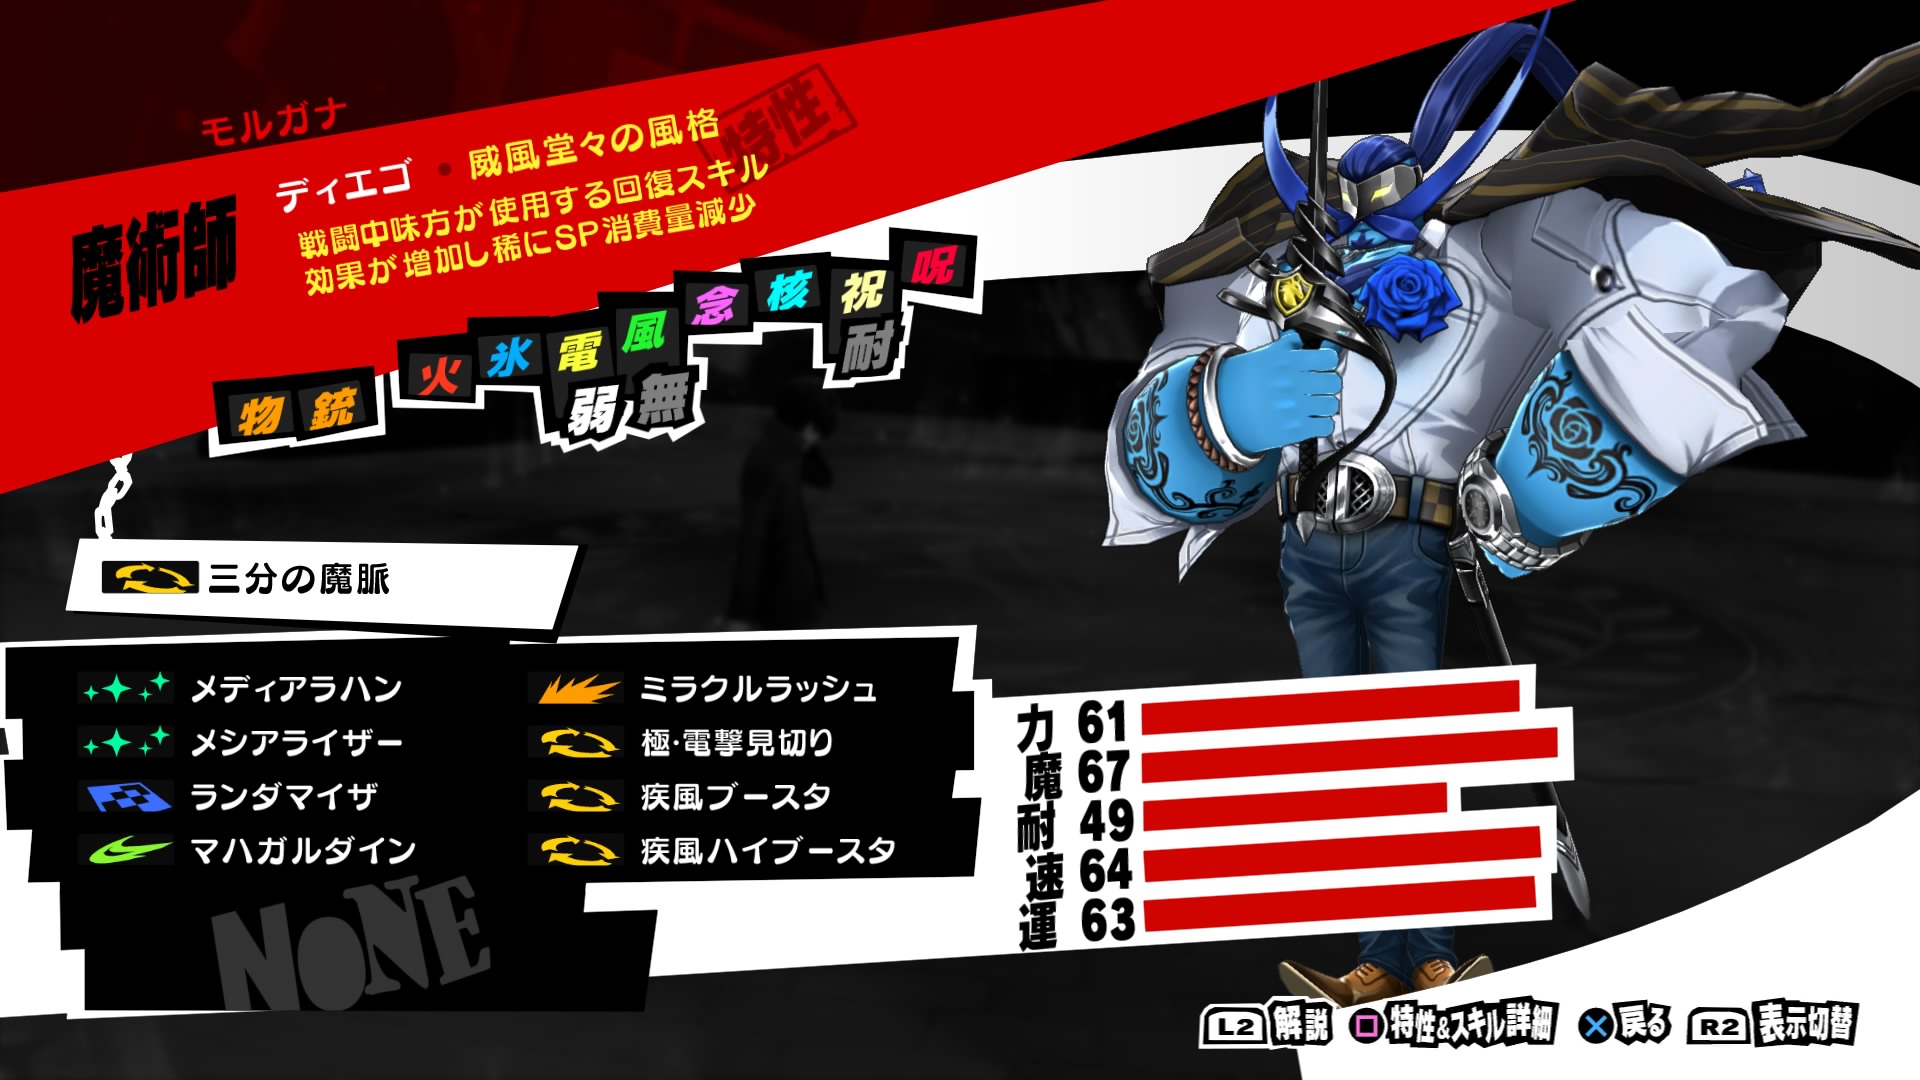 モルガナ
特性
魔術師
ディエゴ・威風堂々の風格
戦闘中味方が使用する回復スキル
効果が増加し稀にSP消費量減少
物 銃 火 氷 電 風 念 核 祝 呪
弱 無 耐
三分の魔脈
メディアラハン
メシアライザー
ランダマイザ
マハガルダイン
ミラクルラッシュ
極・電撃見切り
疾風ブースタ
疾風ハイブースタ
NONE
力 61
魔 67
耐 49
速 64
運 63
L2 解説 特性&スキル詳細 戻る R2 表示切替